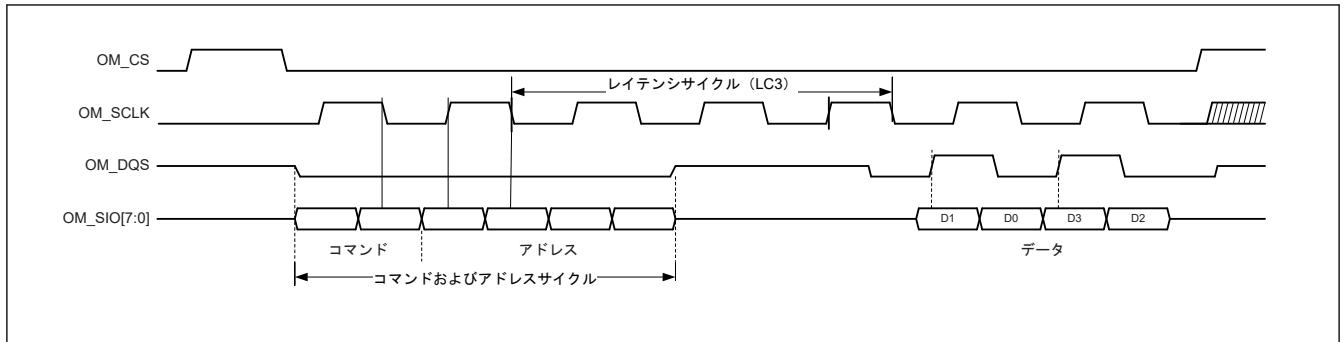 OM_CS
レイテンシサイクル（LC3）
OM_SCLK
OM_DQS
OM_SIO[7:0]
D1 D0 D3 D2
コマンド アドレス データ
コマンドおよびアドレスサイクル